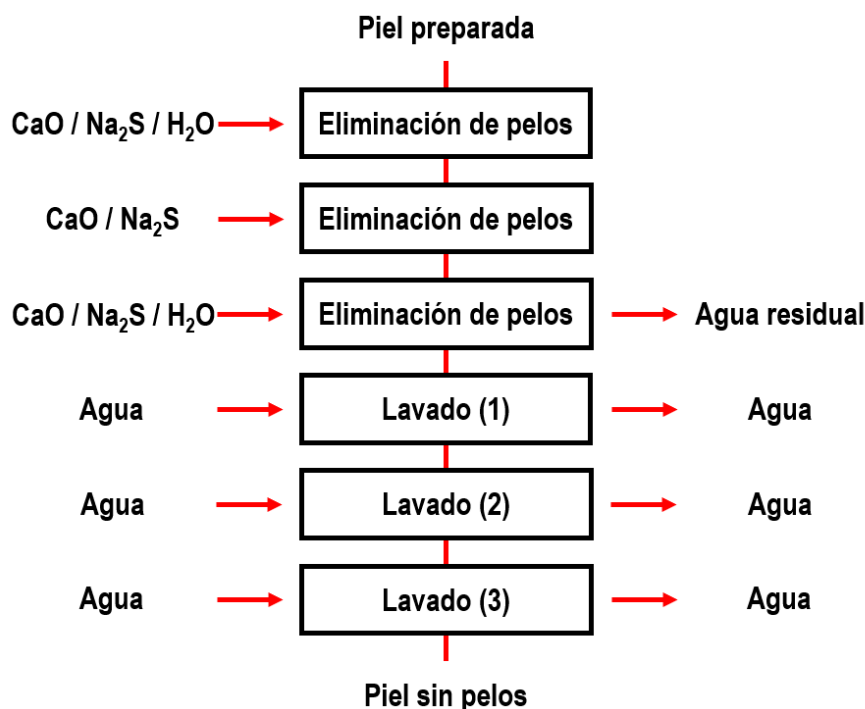 Piel preparada
CaO / Na₂S / H₂O Eliminación de pelos
CaO / Na₂S Eliminación de pelos
CaO / Na₂S / H₂O Eliminación de pelos Agua residual
Agua Lavado (1) Agua
Agua Lavado (2) Agua
Agua Lavado (3) Agua
Piel sin pelos